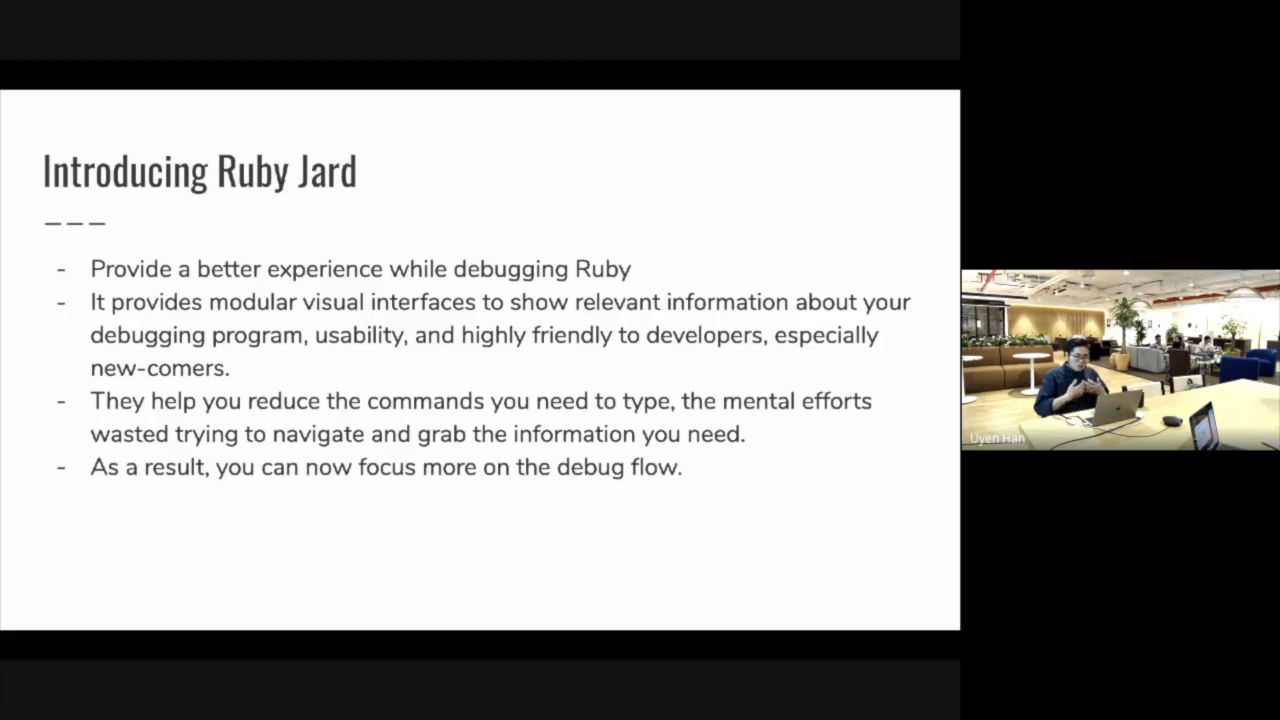 Introducing Ruby Jard
- Provide a better experience while debugging Ruby
- It provides modular visual interfaces to show relevant information about your
debugging program, usability, and highly friendly to developers, especially
new-comers.
- They help you reduce the commands you need to type, the mental efforts
wasted trying to navigate and grab the information you need.
- As a result, you can now focus more on the debug flow.
Uyen Han